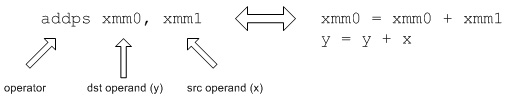 addps xmm0, xmm1 xmm0 = xmm0 + xmm1
y = y + x
operator dst operand (y) src operand (x)